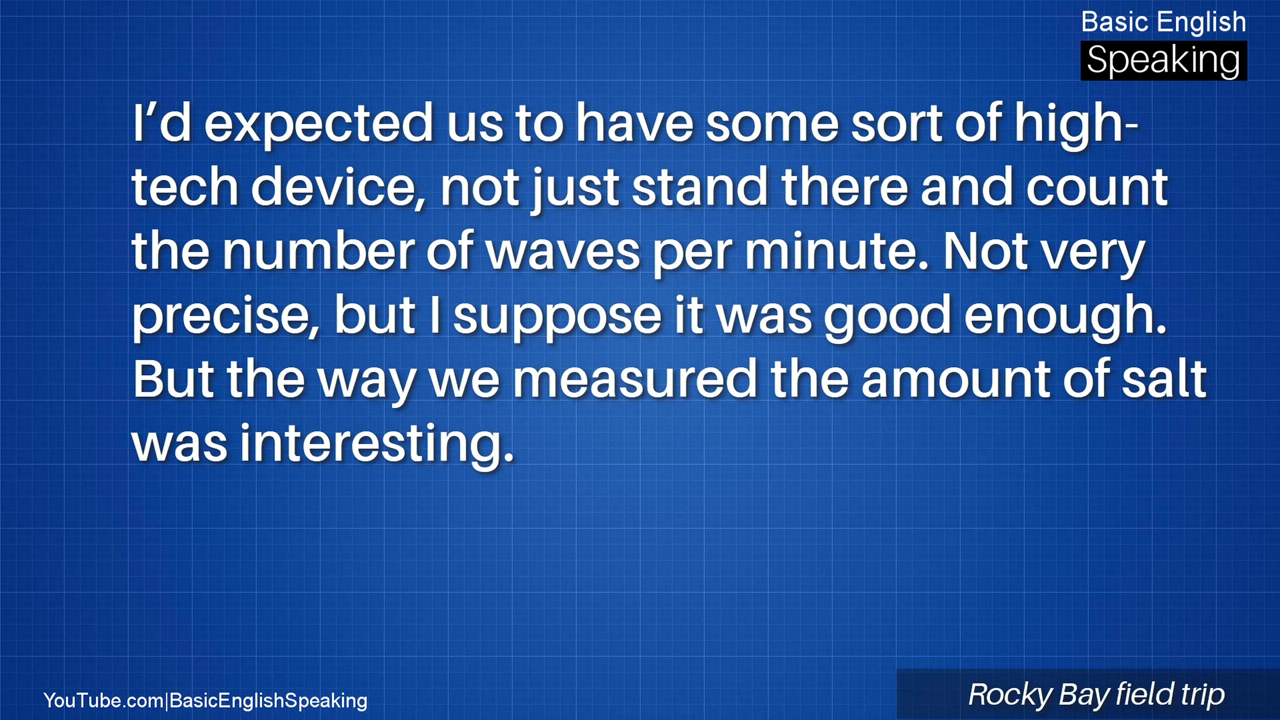 Basic English
Speaking
I’d expected us to have some sort of high-
tech device, not just stand there and count
the number of waves per minute. Not very
precise, but I suppose it was good enough.
But the way we measured the amount of salt
was interesting.
YouTube.com|BasicEnglishSpeaking
Rocky Bay field trip